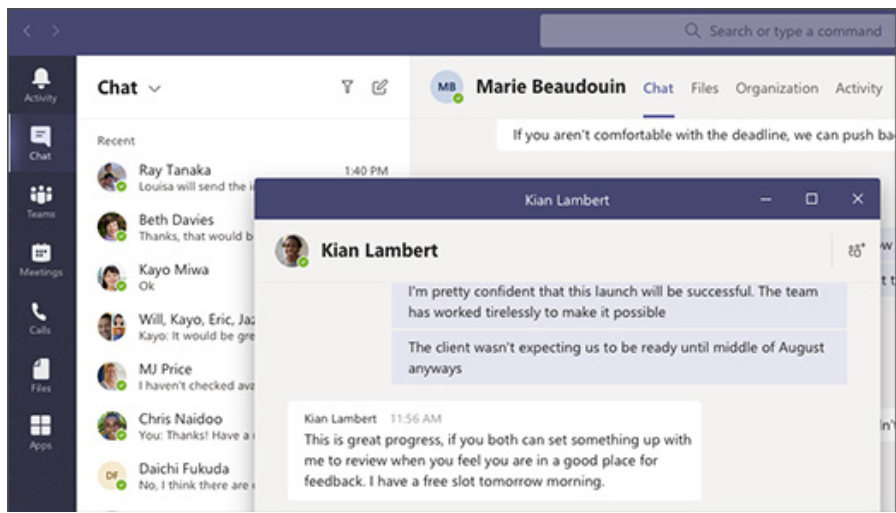 Search or type a command
Activity
Chat
Teams
Meetings
Calls
Files
Apps
Chat
Recent
Ray Tanaka 1:40 PM
Louisa will send the
Beth Davies
Thanks, that would
Kayo Miwa
Ok
Will, Kayo, Eric,
Kayo: It would be
MJ Price
I haven't checked
Chris Naidoo
You: Thanks! Have a
DF
Daichi Fukuda
No, I think there are
MB Marie Beaudouin Chat Files Organization Activity
If you aren't comfortable with the deadline, we can push
Kian Lambert
Kian Lambert
I'm pretty confident that this launch will be successful. The team
has worked tirelessly to make it possible
The client wasn't expecting us to be ready until middle of August
anyways
Kian Lambert 11:56 AM
This is great progress, if you both can set something up with
me to review when you feel you are in a good place for
feedback. I have a free slot tomorrow morning.